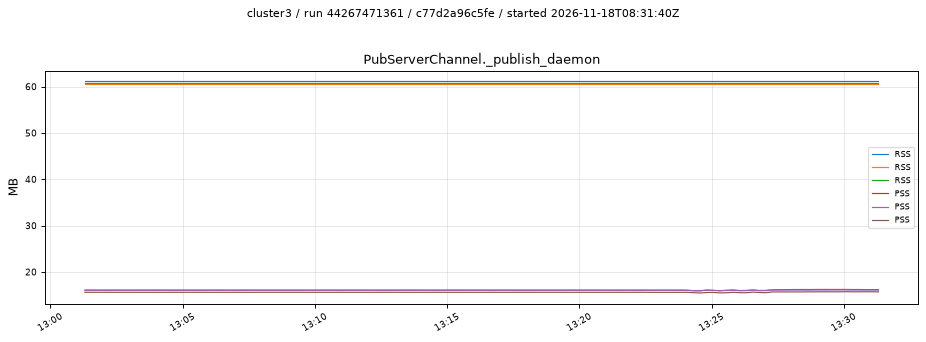 cluster3 / run 44267471361 / c77d2a96c5fe / started 2026-11-18T08:31:40Z
PubServerChannel._publish_daemon
MB
60
50
40
30
20
RSS
RSS
RSS
PSS
PSS
PSS
13:00
13:05
13:10
13:15
13:20
13:25
13:30